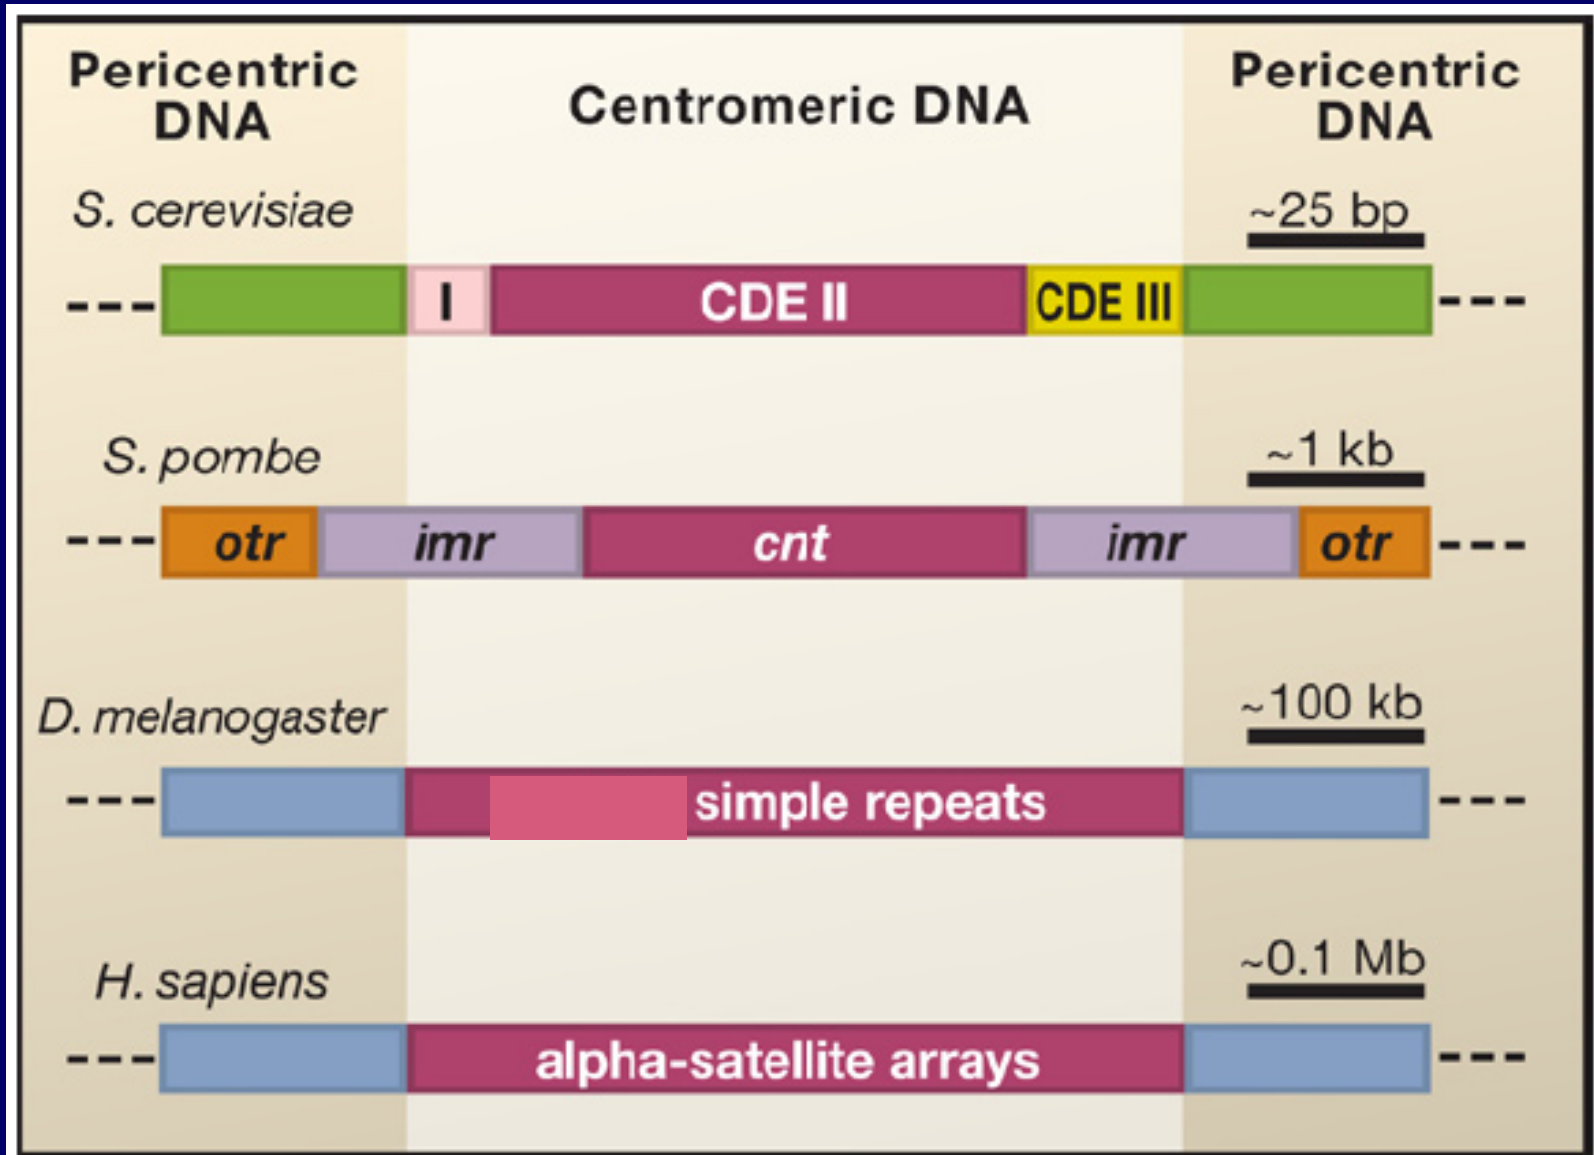 Pericentric
DNA
Centromeric DNA
Pericentric
DNA
S. cerevisiae
~25 bp
--- I CDE II CDE III ---
S. pombe
~1 kb
--- otr imr cnt imr otr ---
D. melanogaster
~100 kb
--- simple repeats ---
H. sapiens
~0.1 Mb
--- alpha-satellite arrays ---